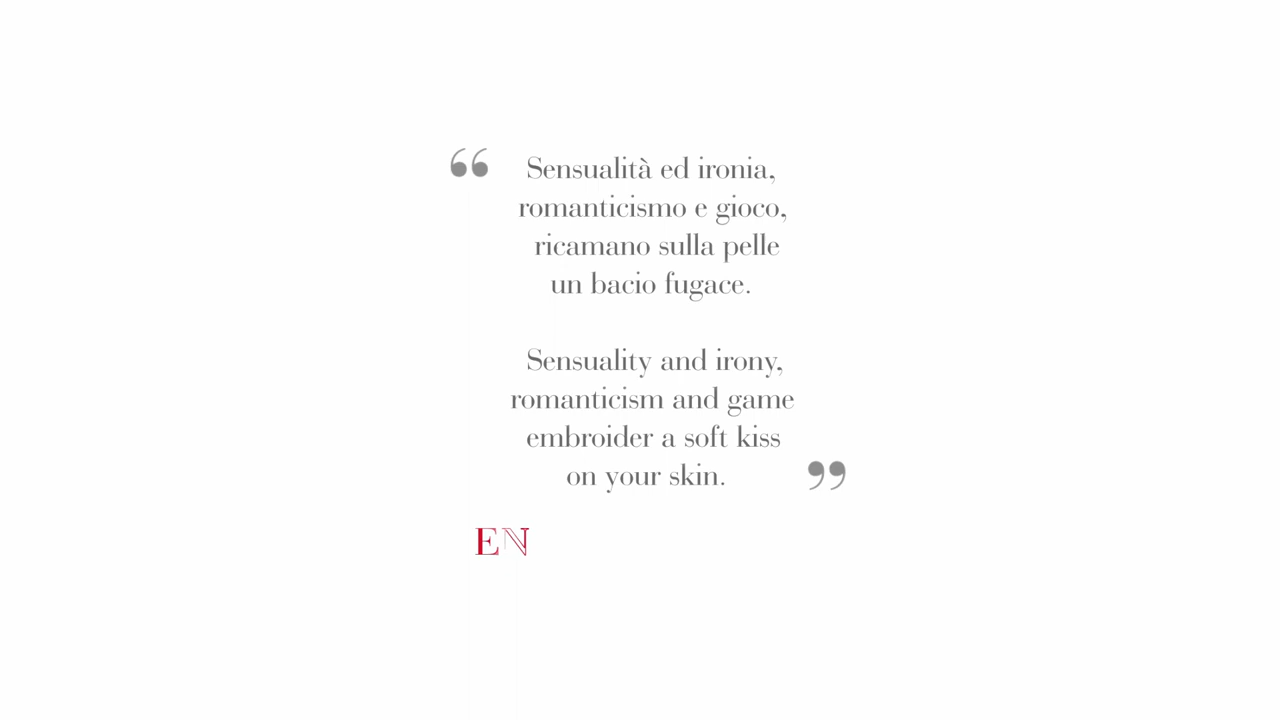 “ Sensualità ed ironia,
romanticismo e gioco,
ricamano sulla pelle
un bacio fugace.
Sensuality and irony,
romanticism and game
embroider a soft kiss
on your skin. ”
EN